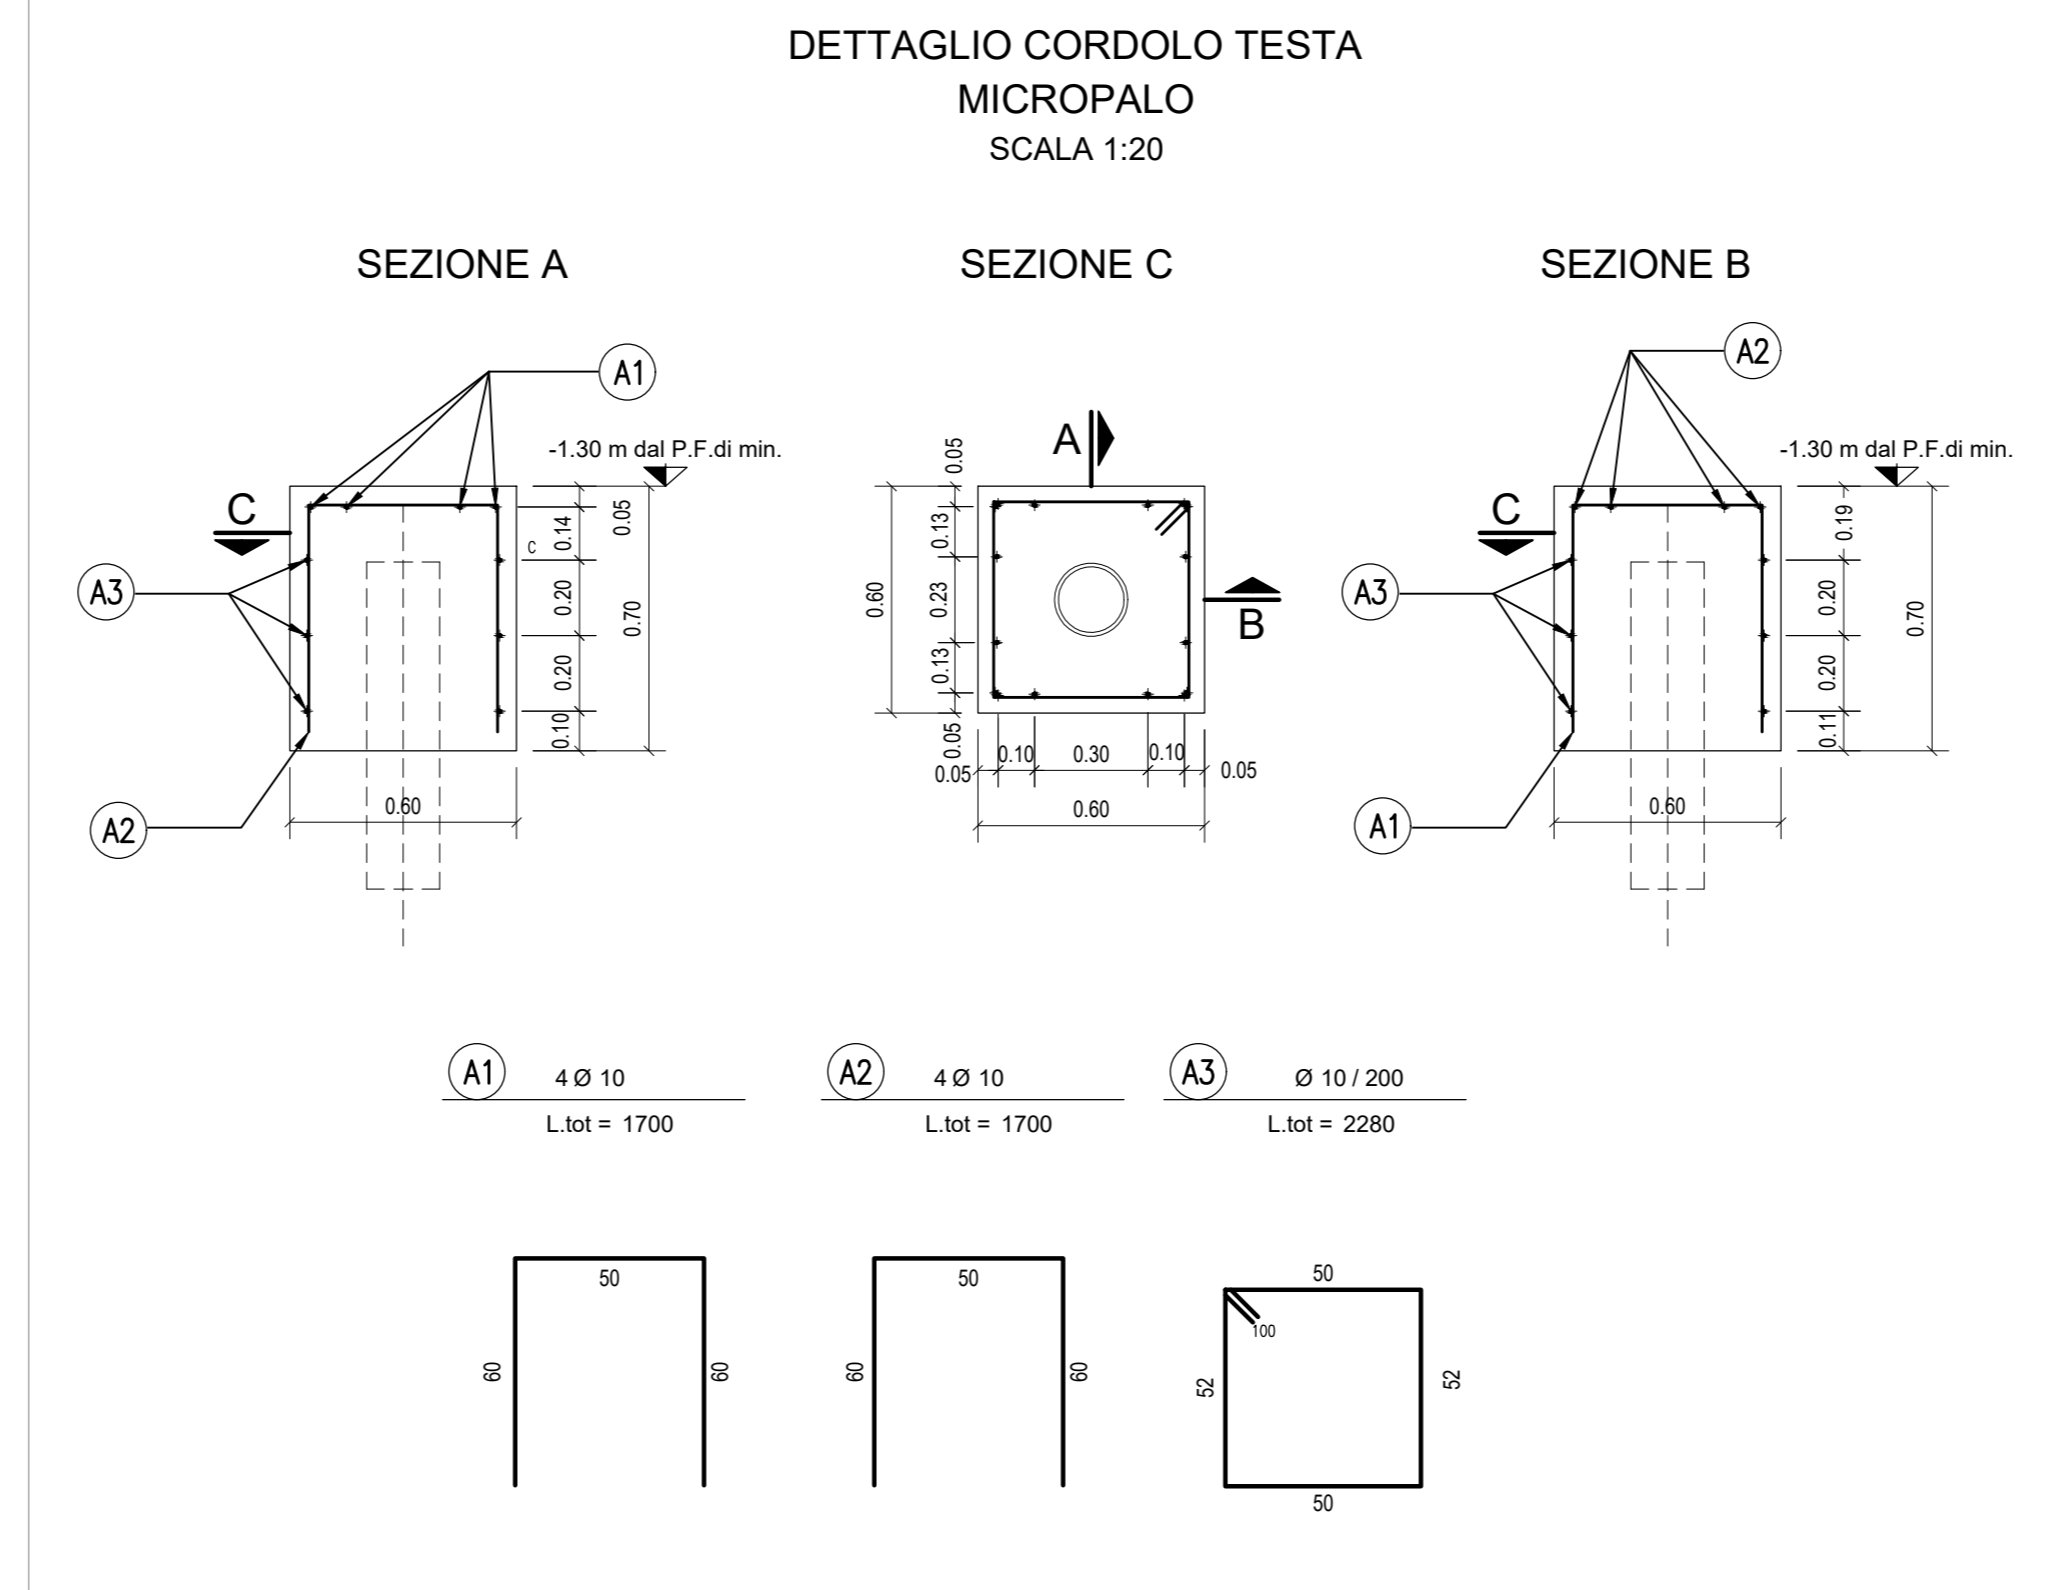 DETTAGLIO CORDOLO TESTA
MICROPALO
SCALA 1:20
SEZIONE A
A1
-1.30 m dal P.F.di min.
C
0.14
0.05
C
A3
0.20
0.70
0.20
0.10
0.60
A2
SEZIONE C
A
0.05
0.13
0.60
0.23
B
0.13
0.05
0.05
0.10
0.30
0.10
0.05
0.60
SEZIONE B
A2
-1.30 m dal P.F.di min.
C
0.19
A3
0.20
0.70
0.20
0.11
0.60
A1
A1
4 Ø 10
L.tot = 1700
50
60
60
A2
4 Ø 10
L.tot = 1700
50
60
60
A3
Ø 10 / 200
L.tot = 2280
50
100
52
52
50